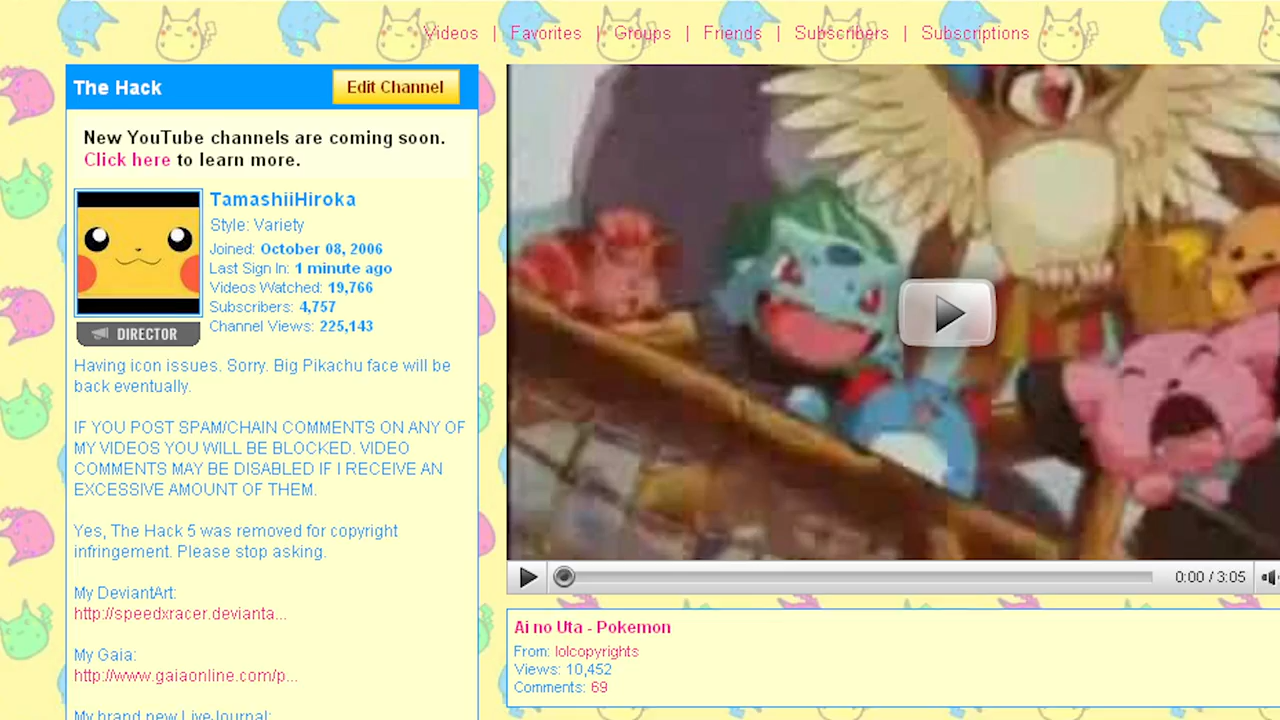 Videos | Favorites | Groups | Friends | Subscribers | Subscriptions
The Hack
Edit Channel
New YouTube channels are coming soon.
Click here to learn more.
TamashiiHiroka
Style: Variety
Joined: October 08, 2006
Last Sign In: 1 minute ago
Videos Watched: 19,766
Subscribers: 4,757
Channel Views: 225,143
DIRECTOR
Having icon issues. Sorry. Big Pikachu face will be
back eventually.
IF YOU POST SPAM/CHAIN COMMENTS ON ANY OF
MY VIDEOS YOU WILL BE BLOCKED. VIDEO
COMMENTS MAY BE DISABLED IF I RECEIVE AN
EXCESSIVE AMOUNT OF THEM.
Yes, The Hack 5 was removed for copyright
infringement. Please stop asking.
My DeviantArt:
http://speedxracer.devianta...
My Gaia:
http://www.gaiaonline.com/p...
My brand new LiveJournal:
0:00 / 3:05
Ai no Uta - Pokemon
From: lolcopyrights
Views: 10,452
Comments: 69